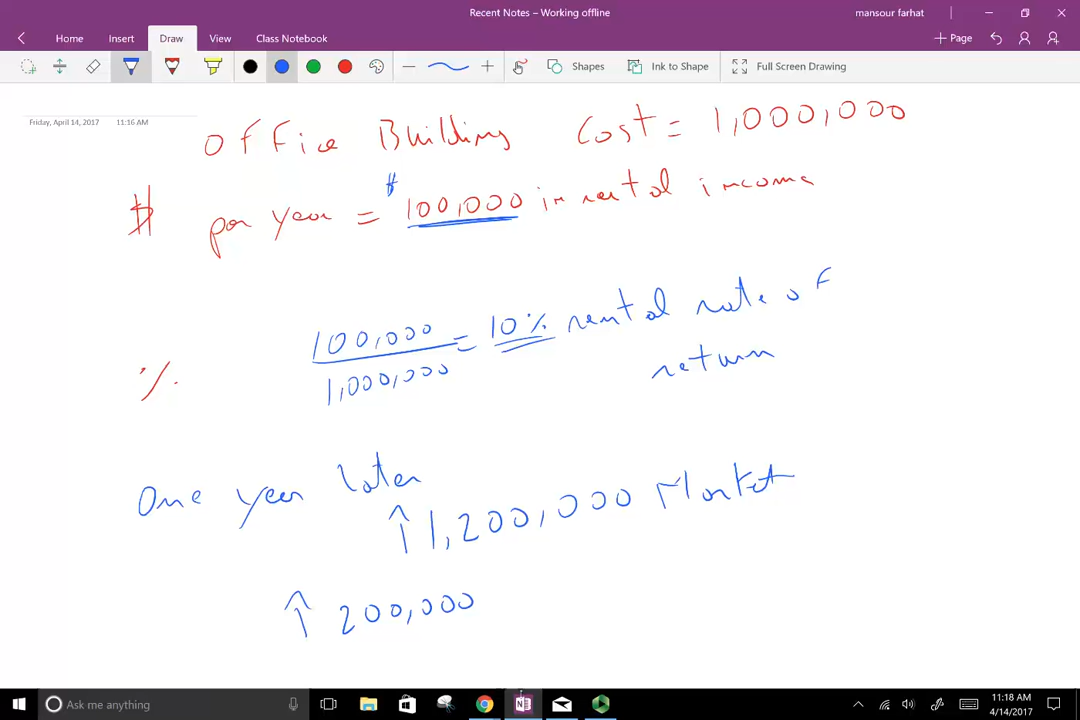 Recent Notes – Working offline
mansour farhat
Home Insert Draw View Class Notebook
Page
Shapes Ink to Shape Full Screen Drawing
Friday, April 14, 2017 11:16 AM
Office Building Cost = 1,000,000
$ per year = $100,000 in rental income
% 100,000 / 1,000,000 = 10% rental rate of
return
One year later
↑ 1,200,000 Market
↑ 200,000
Ask me anything
11:18 AM
4/14/2017